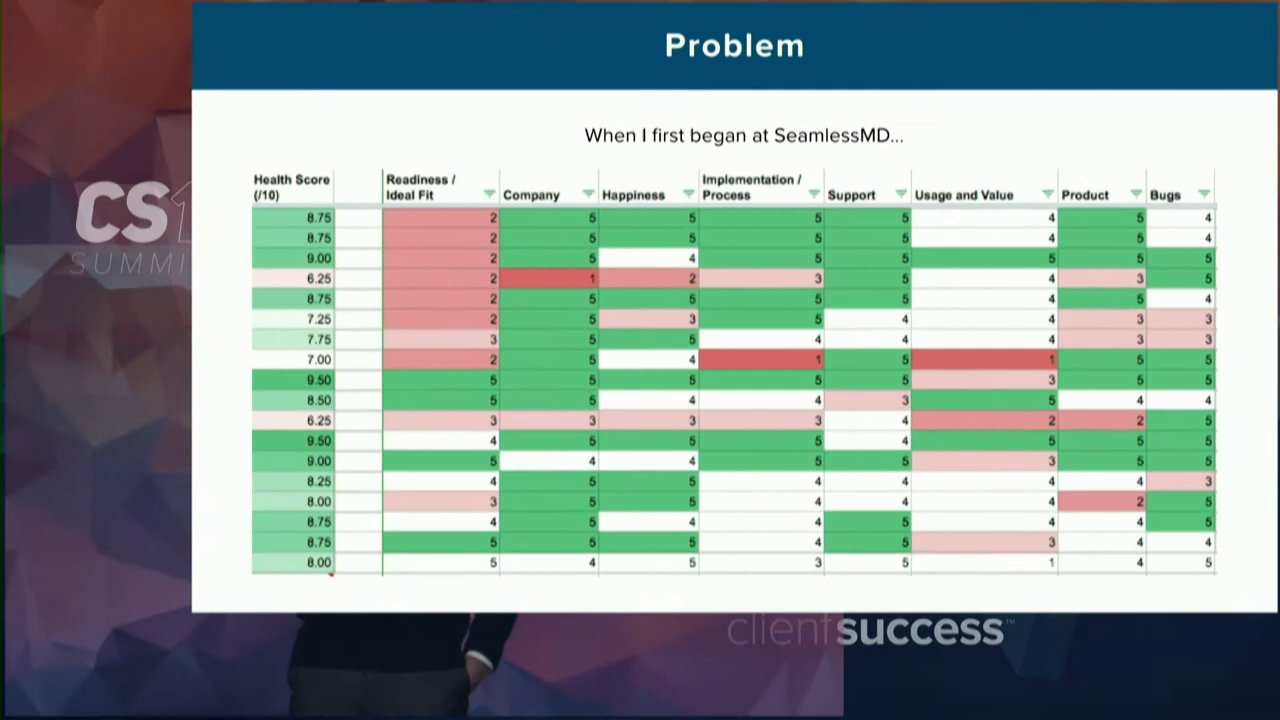 Problem
When I first began at SeamlessMD...
Health Score (/10) Readiness / Ideal Fit Company Happiness Implementation / Process Support Usage and Value Product Bugs
8.75 2 5 5 5 5 4 5 4
8.75 2 5 5 5 5 4 5 4
9.00 2 5 4 5 5 5 5 5
6.25 2 1 2 3 5 4 3 5
8.75 2 5 5 5 5 4 5 4
7.25 2 5 3 5 4 4 3 3
7.75 3 5 5 4 4 4 3 3
7.00 2 5 4 1 5 1 5 5
9.50 5 5 5 5 5 3 5 5
8.50 5 5 4 4 3 5 4 4
6.25 3 3 3 3 4 2 2 5
9.50 4 5 5 5 4 5 5 5
9.00 5 4 4 5 5 3 5 5
8.25 4 5 5 4 4 4 4 3
8.00 3 5 5 4 4 4 2 5
8.75 4 5 4 4 5 4 4 5
8.75 5 5 5 4 5 3 4 4
8.00 5 4 5 3 5 1 4 5
CS1
SUMMI
clientsuccess™